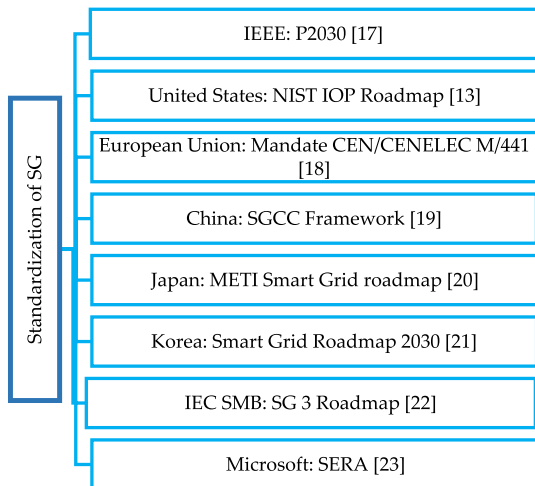 Standardization of SG
IEEE: P2030 [17]
United States: NIST IOP Roadmap [13]
European Union: Mandate CEN/CENELEC M/441
[18]
China: SGCC Framework [19]
Japan: METI Smart Grid roadmap [20]
Korea: Smart Grid Roadmap 2030 [21]
IEC SMB: SG 3 Roadmap [22]
Microsoft: SERA [23]